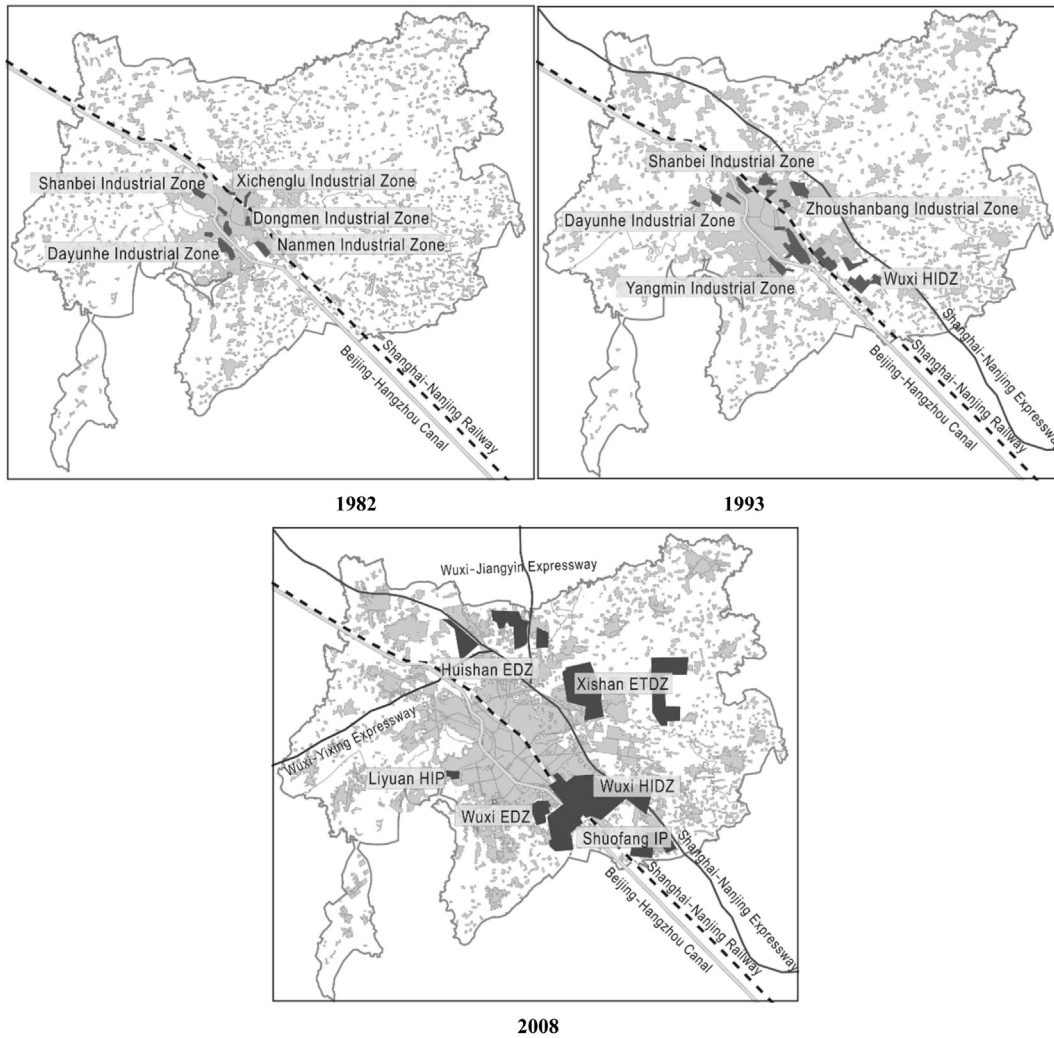 Shanbei Industrial Zone
Xichenglu Industrial Zone
Dongmen Industrial Zone
Nanmen Industrial Zone
Dayunhe Industrial Zone
Shanghai-Nanjing Railway
Beijing-Hangzhou Canal
1982
Shanbei Industrial Zone
Zhoushanbang Industrial Zone
Dayunhe Industrial Zone
Wuxi HIDZ
Yangmin Industrial Zone
Shanghai-Nanjing Expressway
Shanghai-Nanjing Railway
Beijing-Hangzhou Canal
1993
Wuxi-Jiangyin Expressway
Huishan EDZ
Xishan ETDZ
Wuxi-Yixing Expressway
Liyuan HIP
Wuxi HIDZ
Wuxi EDZ
Shuofang IP
Shanghai-Nanjing Expressway
Shanghai-Nanjing Railway
Beijing-Hangzhou Canal
2008